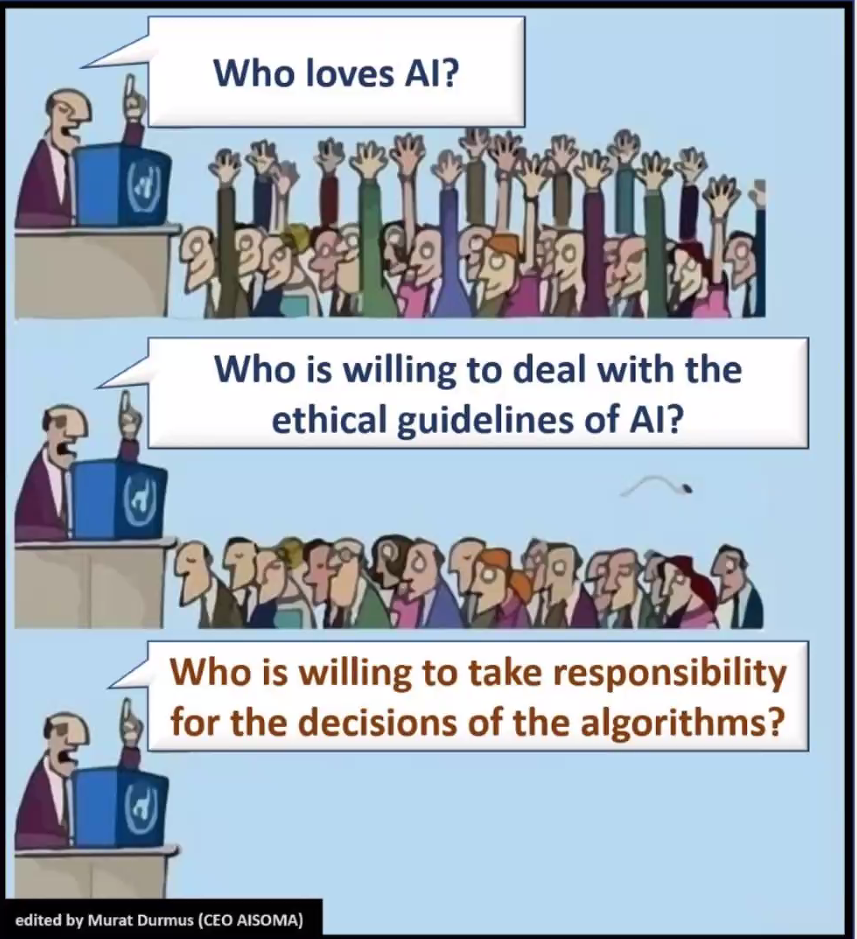 Who loves AI?
Who is willing to deal with the
ethical guidelines of AI?
Who is willing to take responsibility
for the decisions of the algorithms?
edited by Murat Durmus (CEO AISOMA)